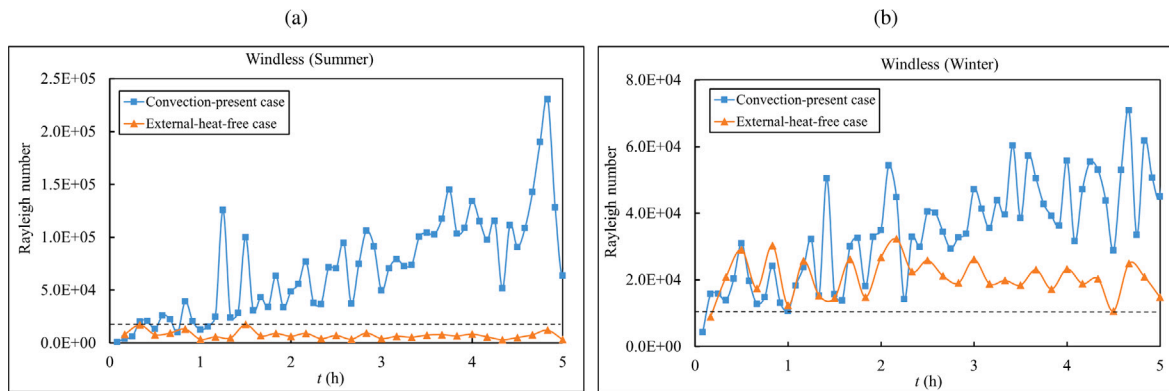 (a)
Windless (Summer)
2.5E+05
2.0E+05
1.5E+05
1.0E+05
5.0E+04
0.0E+00
Rayleigh number
Convection-present case
External-heat-free case
0 1 2 3 4 5
t (h)
(b)
Windless (Winter)
8.0E+04
6.0E+04
4.0E+04
2.0E+04
0.0E+00
Rayleigh number
Convection-present case
External-heat-free case
0 1 2 3 4 5
t (h)